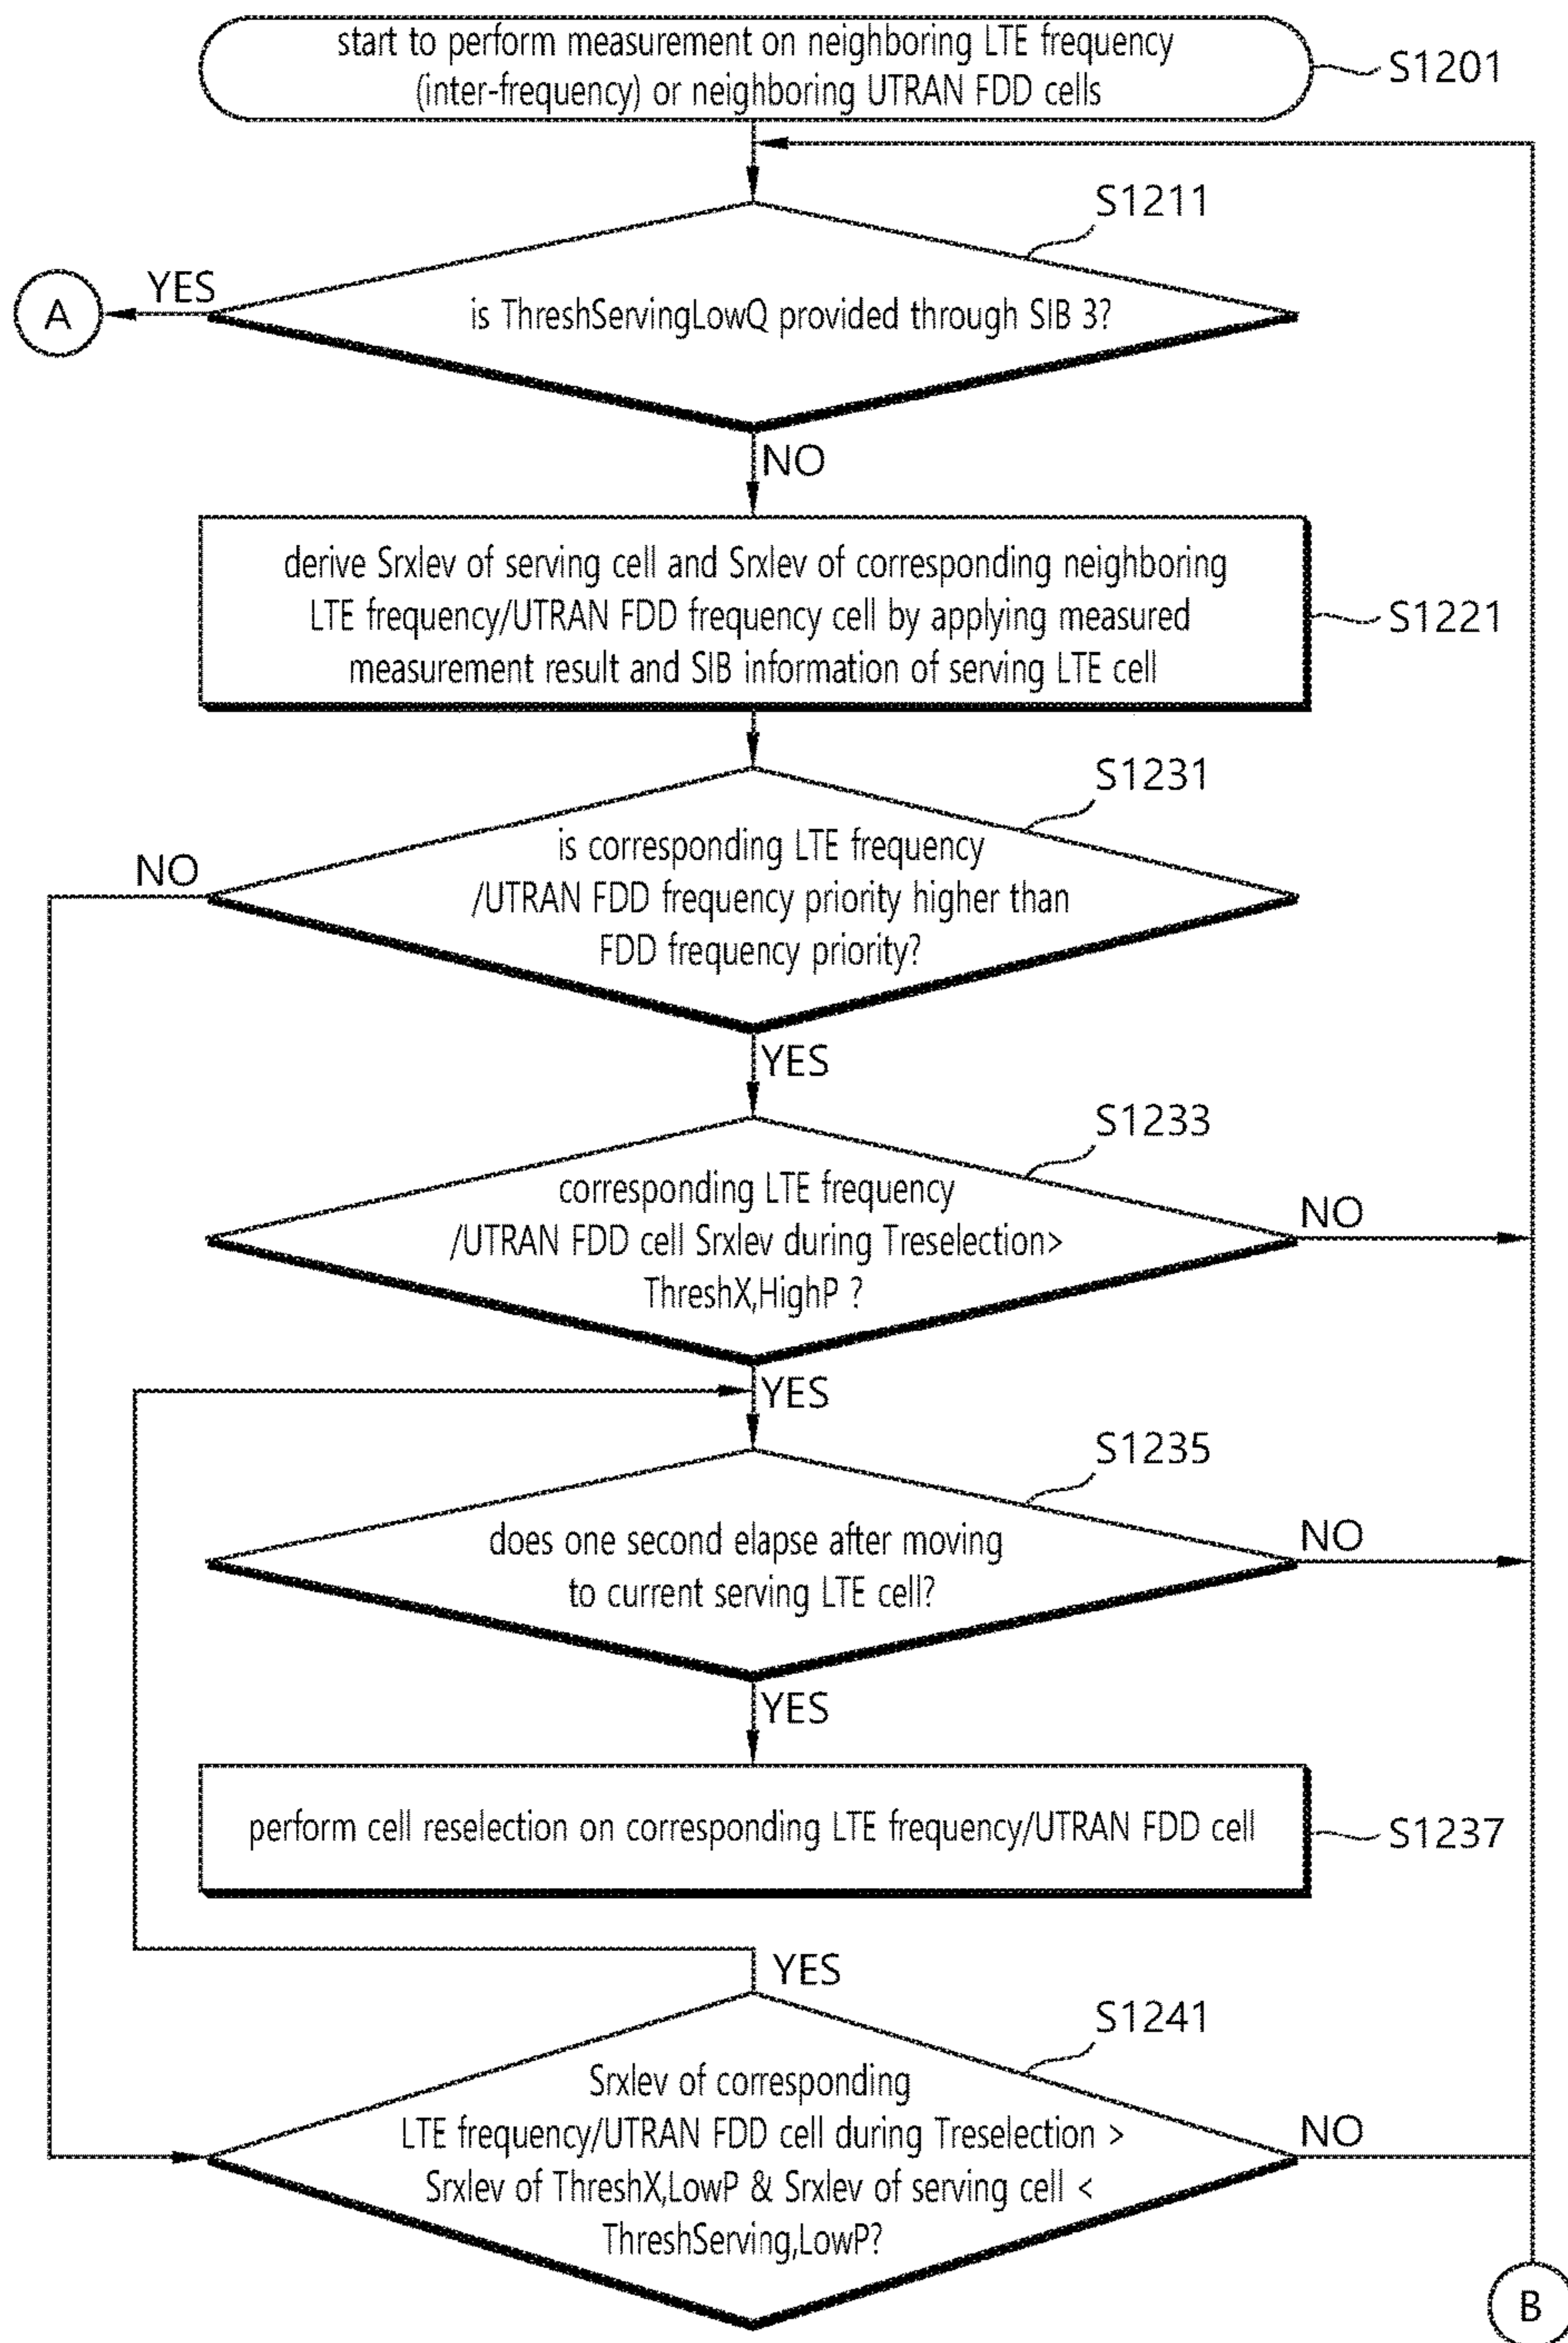 start to perform measurement on neighboring LTE frequency
(inter-frequency) or neighboring UTRAN FDD cells
S1201
S1211
A
YES
is ThreshServingLowQ provided through SIB 3?
NO
derive Srxlev of serving cell and Srxlev of corresponding neighboring
LTE frequency/UTRAN FDD frequency cell by applying measured
measurement result and SIB information of serving LTE cell
S1221
S1231
NO
is corresponding LTE frequency
/UTRAN FDD frequency priority higher than
FDD frequency priority?
YES
S1233
corresponding LTE frequency
/UTRAN FDD cell Srxlev during Treselection>
ThreshX,HighP ?
NO
YES
S1235
does one second elapse after moving
to current serving LTE cell?
NO
YES
perform cell reselection on corresponding LTE frequency/UTRAN FDD cell
S1237
YES
S1241
Srxlev of corresponding
LTE frequency/UTRAN FDD cell during Treselection >
Srxlev of ThreshX,LowP & Srxlev of serving cell <
ThreshServing,LowP?
NO
B